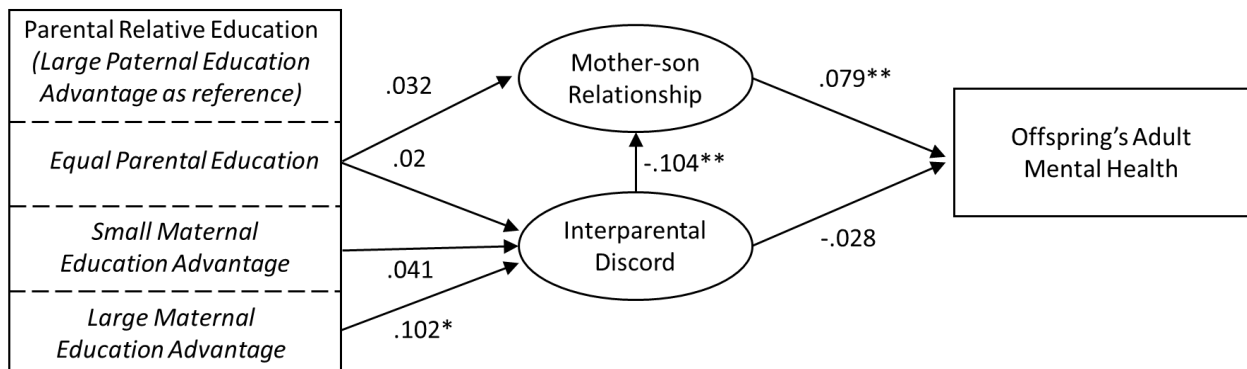 Parental Relative Education
(Large Paternal Education
Advantage as reference)
Equal Parental Education
Small Maternal
Education Advantage
Large Maternal
Education Advantage
.032
.02
.041
.102*
Mother-son
Relationship
-.104**
Interparental
Discord
.079**
-.028
Offspring’s Adult
Mental Health